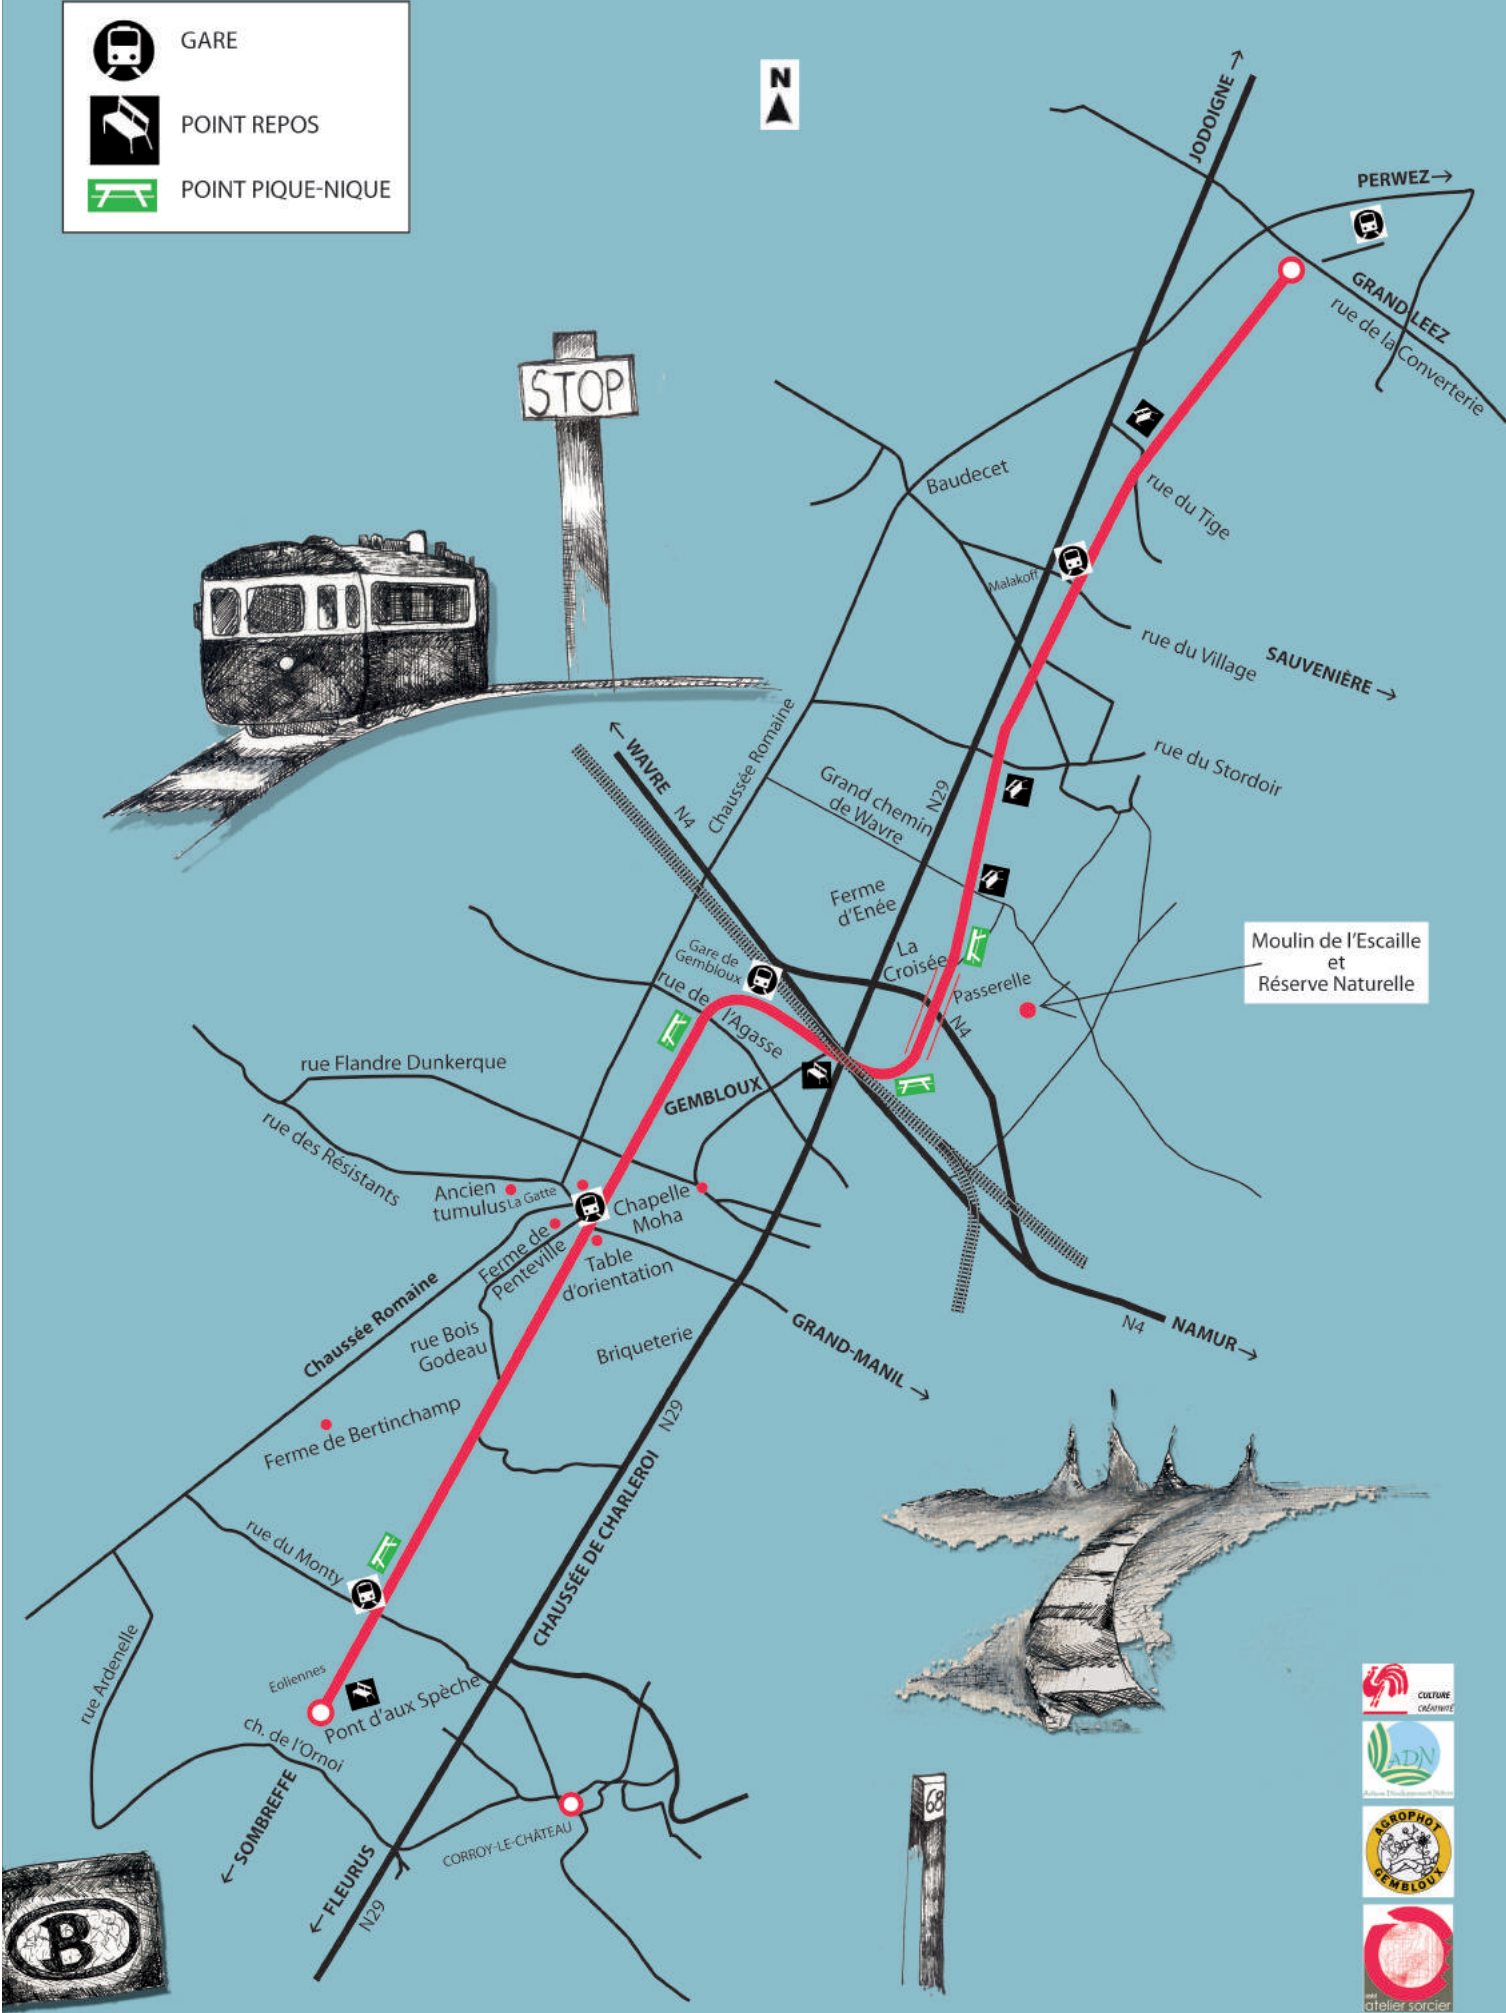 GARE
POINT REPOS
POINT PIQUE-NIQUE
N
JODOIGNE →
PERWEZ→
GRAND-LEEZ
rue de la Converterie
STOP
Baudecet
rue du Tige
Malakoff
rue du Village
SAUVENIÈRE →
rue du Stordoir
← WAVRE
N4
Chaussée Romaine
Grand chemin
de Wavre
N29
Ferme
d'Enée
La
Croisée
Passerelle
N4
Moulin de l'Escaille
et
Réserve Naturelle
Gare de
Gembloux
rue de
l'Agasse
GEMBLOUX
rue Flandre Dunkerque
rue des Résistants
Ancien
tumulus
La Gatte
Chapelle
Moha
Ferme de
Penteville
Table
d'orientation
Chaussée Romaine
rue Bois
Godeau
Briqueterie
GRAND-MANIL →
N4
NAMUR →
Ferme de Bertinchamp
N29
CHAUSSÉE DE CHARLEROI
rue du Monty
rue Ardenelle
Eoliennes
Pont d'aux Spèche
ch. de l'Ornoi
← SOMBREFFE
CORROY-LE-CHÂTEAU
← FLEURUS
N29
B
68
CULTURE
CRÉATIVITÉ
ADN
AGROPHOT
GEMBLOUX
atelier sorcier